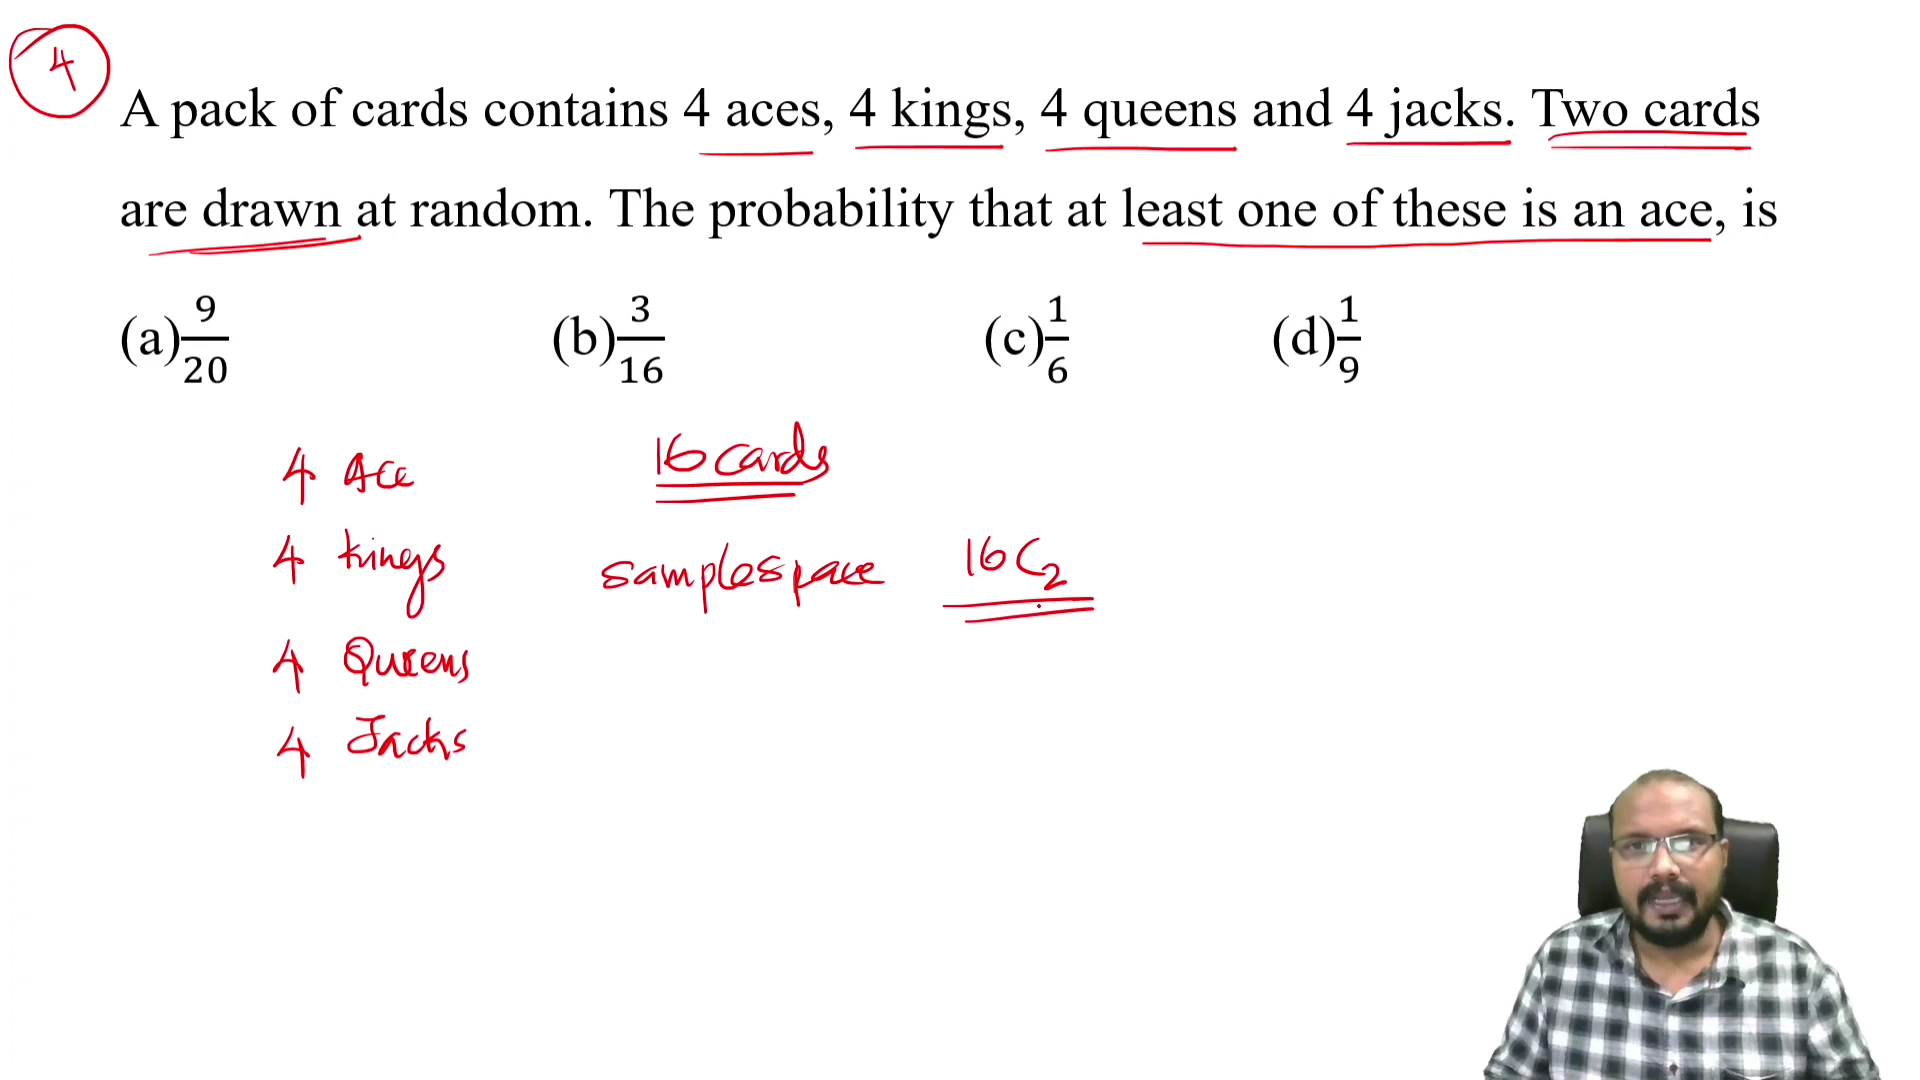 4
A pack of cards contains 4 aces, 4 kings, 4 queens and 4 jacks. Two cards
are drawn at random. The probability that at least one of these is an ace, is
(a) 9/20 (b) 3/16 (c) 1/6 (d) 1/9
4 Ace 16 cards
4 kings samplespace 16C₂
4 Queens
4 Jacks